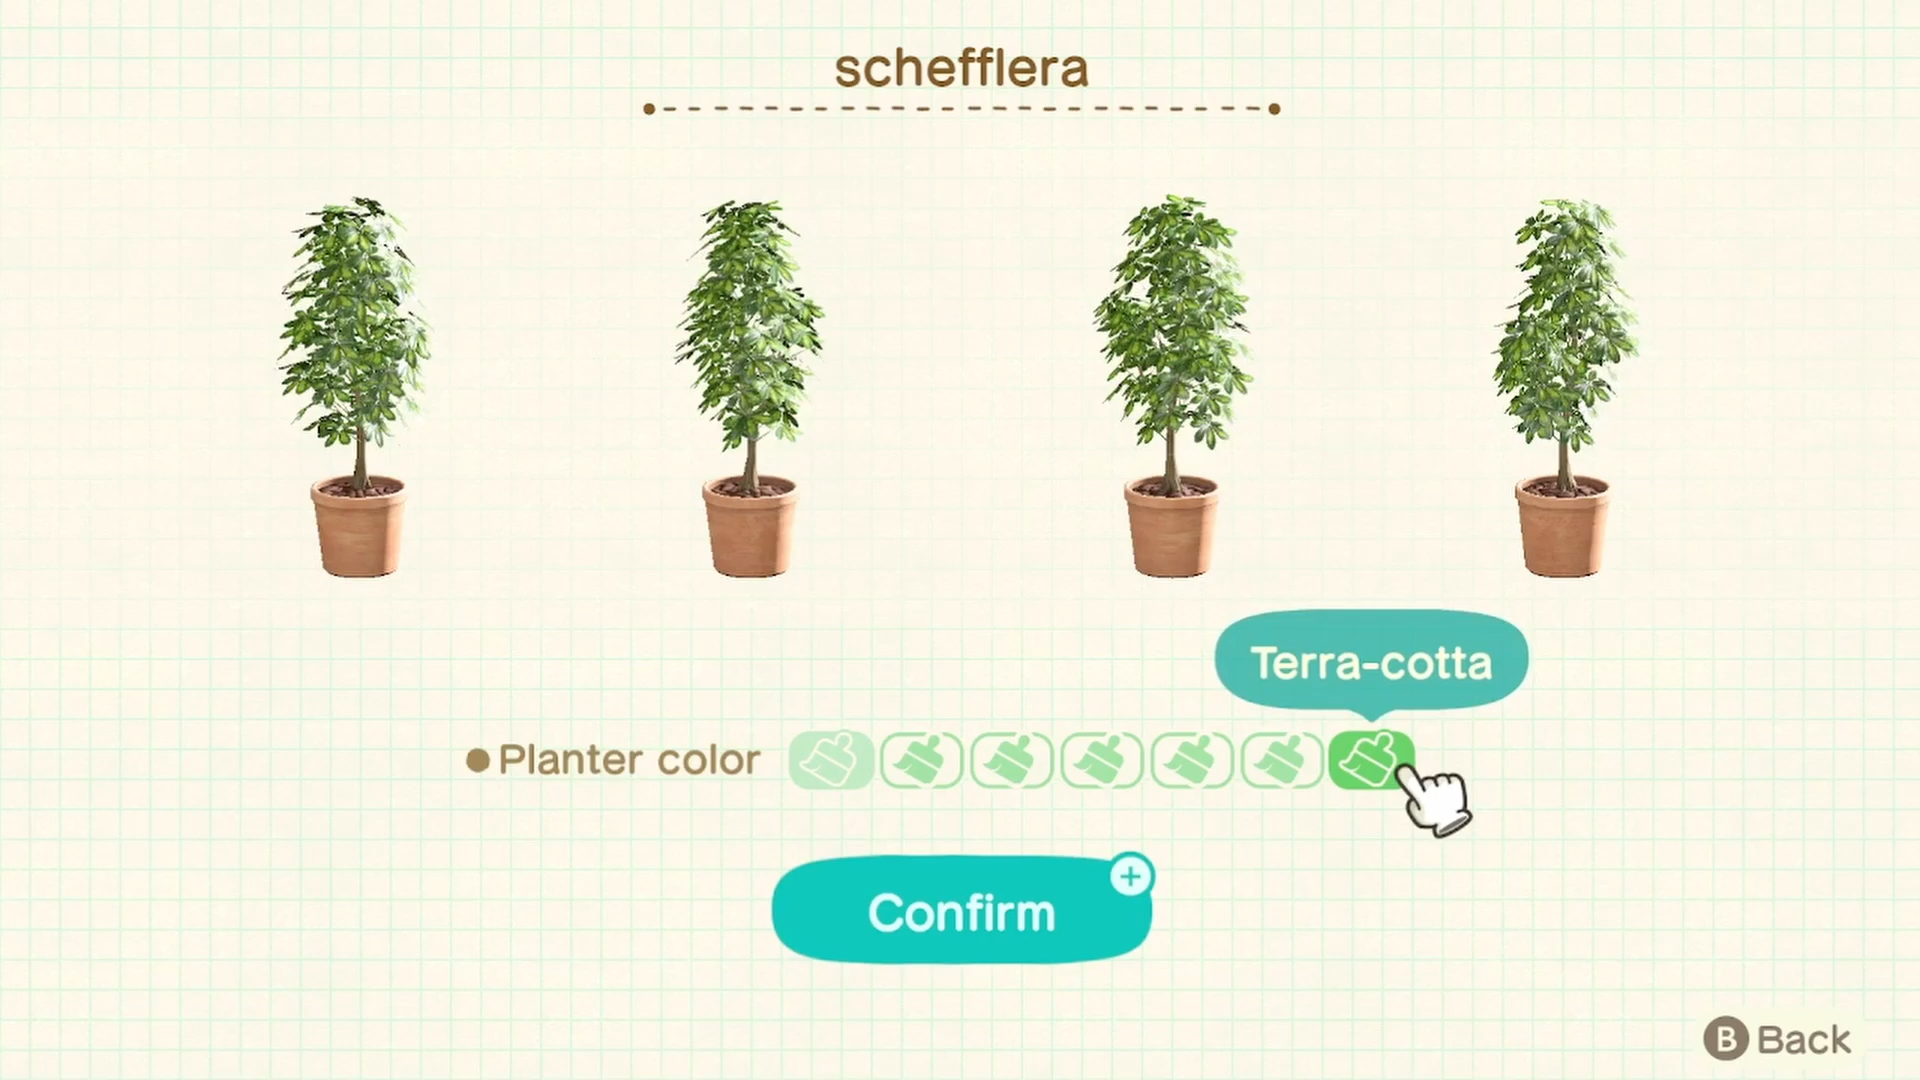 schefflera
Terra-cotta
Planter color
Confirm
B Back